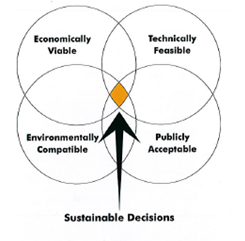 Economically
Viable
Technically
Feasible
Environmentally
Compatible
Publicly
Acceptable
Sustainable Decisions